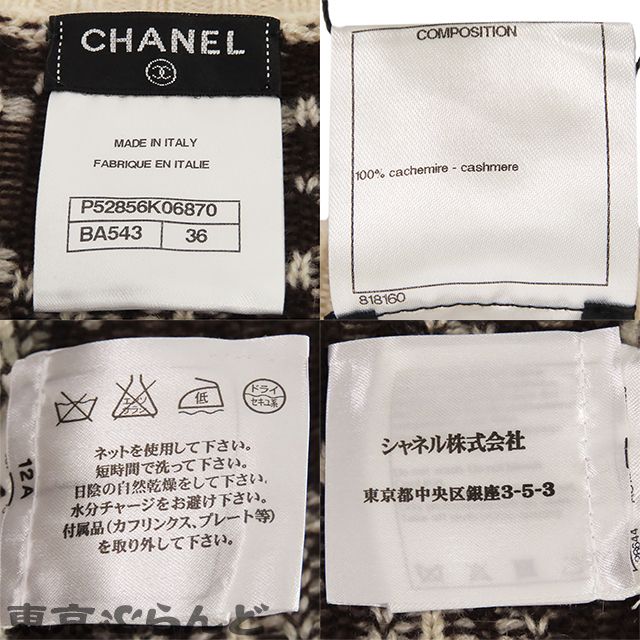 CHANEL
MADE IN ITALY
FABRIQUE EN ITALIE
P52856K06870
BA543 36
COMPOSITION
100% cachemire - cashmere
818160
エンソサラシ
低
ドライ
セキユ系
ネットを使用して下さい。
短時間で洗って下さい。
日陰の自然乾燥をして下さい。
水分チャージをお避け下さい。
付属品(カフリンクス、プレート等)
を取り外して下さい。
12A
シャネル株式会社
東京都中央区銀座3-5-3
東京ぶらんど